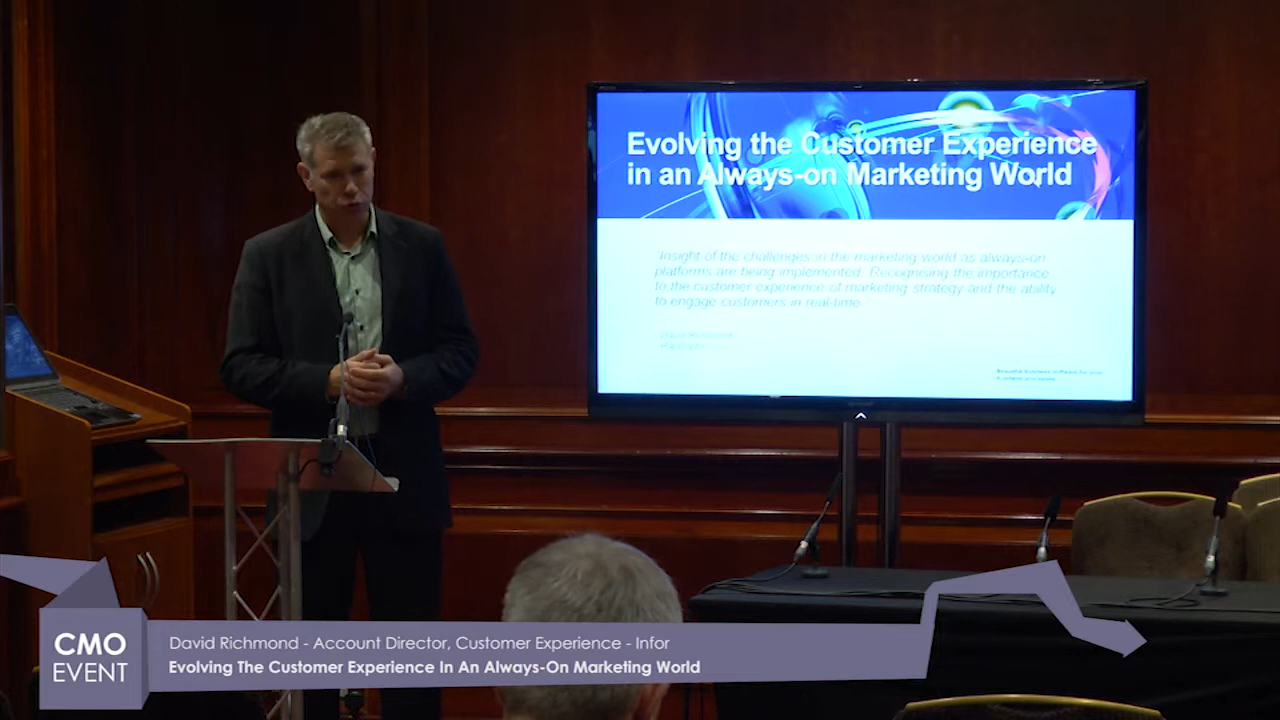 Evolving the Customer Experience
in an Always-on Marketing World
'Insight of the challenges in the marketing world as always-on
platforms are being implemented. Recognising the importance
to the customer experience of marketing strategy and the ability
to engage customers in real-time
David Richmond - Account Director, Customer Experience - Infor
CMO
EVENT
Evolving The Customer Experience In An Always-On Marketing World